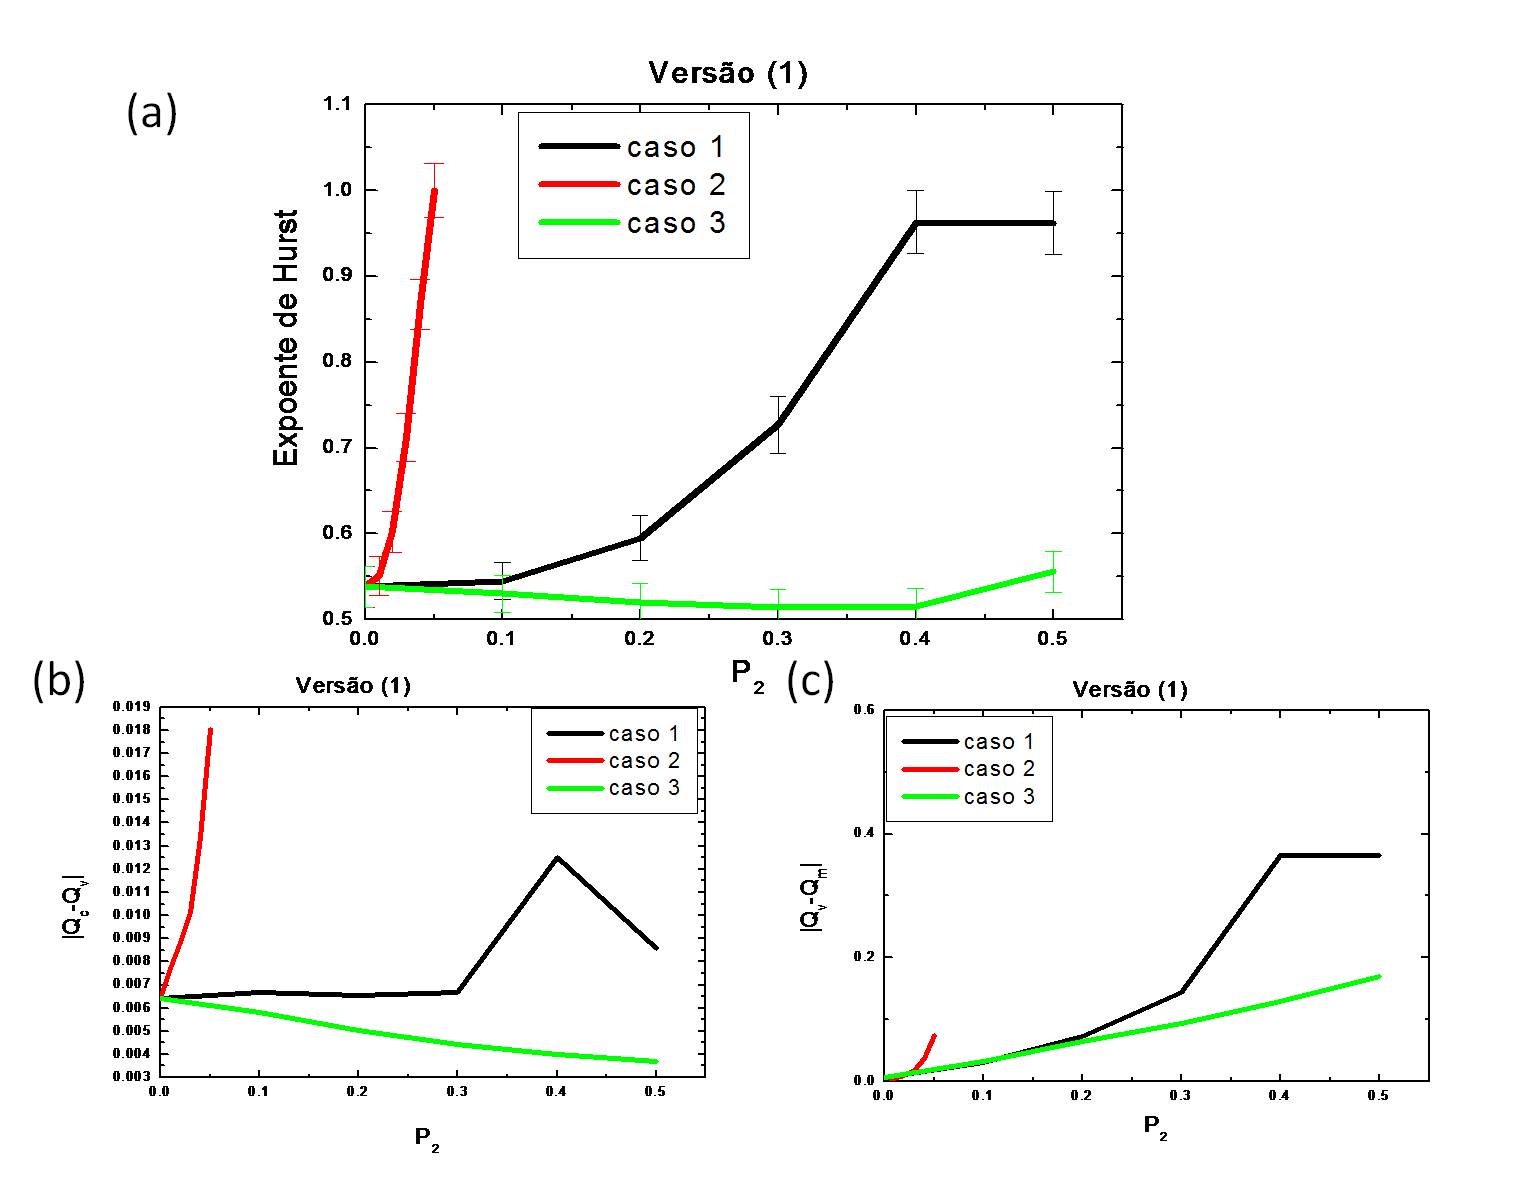 (a)
Versão (1)
Expoente de Hurst
1.1
1.0
0.9
0.8
0.7
0.6
0.5
caso 1
caso 2
caso 3
0.0 0.1 0.2 0.3 0.4 0.5
P2
(b)
Versão (1)
|Qc-Qv|
0.019
0.018
0.017
0.016
0.015
0.014
0.013
0.012
0.011
0.010
0.009
0.008
0.007
0.006
0.005
0.004
0.003
caso 1
caso 2
caso 3
0.0 0.1 0.2 0.3 0.4 0.5
P2
(c)
Versão (1)
|Qv-Qm|
0.6
0.4
0.2
0.0
caso 1
caso 2
caso 3
0.0 0.1 0.2 0.3 0.4 0.5
P2